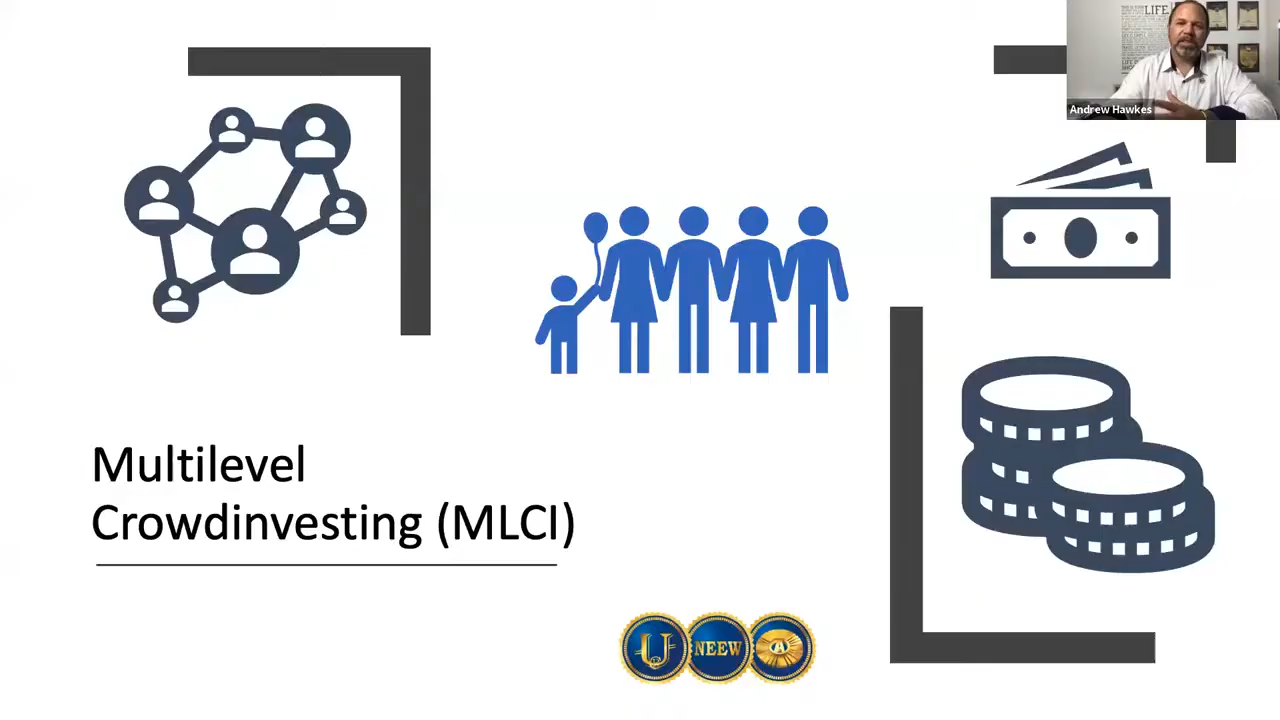 LIFE
Andrew Hawkes
Multilevel
Crowdinvesting (MLCI)
U
NEEW
A